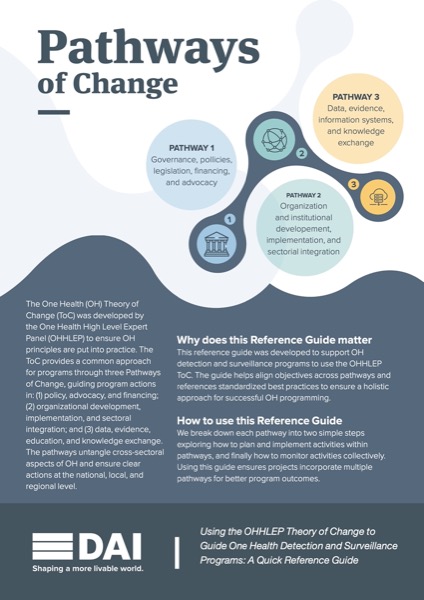 Pathways
of Change
PATHWAY 1
Governance, pollicies,
legislation, financing,
and advocacy
PATHWAY 3
Data, evidence,
information systems,
and knowledge
exchange
PATHWAY 2
Organization
and institutional
developement,
implementation, and
sectorial integration
1
2
3
The One Health (OH) Theory of
Change (ToC) was developed by
the One Health High Level Expert
Panel (OHHLEP) to ensure OH
principles are put into practice. The
ToC provides a common approach
for programs through three Pathways
of Change, guiding program actions
in: (1) policy, advocacy, and financing;
(2) organizational development,
implementation, and sectoral
integration; and (3) data, evidence,
education, and knowledge exchange.
The pathways untangle cross-sectoral
aspects of OH and ensure clear
actions at the national, local, and
regional level.
Why does this Reference Guide matter
This reference guide was developed to support OH
detection and surveillance programs to use the OHHLEP
ToC. The guide helps align objectives across pathways and
references standardized best practices to ensure a holistic
approach for successful OH programming.
How to use this Reference Guide
We break down each pathway into two simple steps
exploring how to plan and implement activities within
pathways, and finally how to monitor activities collectively.
Using this guide ensures projects incorporate multiple
pathways for better program outcomes.
DAI
Shaping a more livable world.
Using the OHHLEP Theory of Change to
Guide One Health Detection and Surveillance
Programs: A Quick Reference Guide